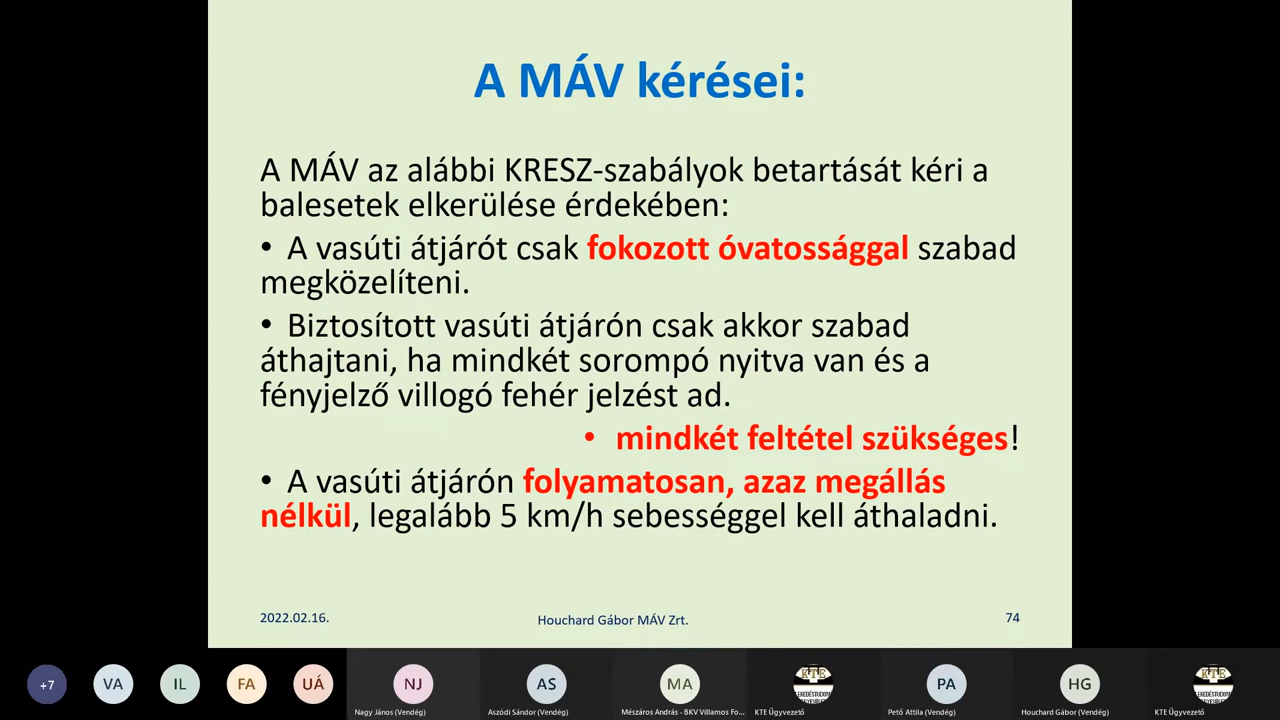 A MÁV kérései:
A MÁV az alábbi KRESZ-szabályok betartását kéri a
balesetek elkerülése érdekében:
• A vasúti átjárót csak fokozott óvatossággal szabad
megközelíteni.
• Biztosított vasúti átjárón csak akkor szabad
áthajtani, ha mindkét sorompó nyitva van és a
fényjelző villogó fehér jelzést ad.
• mindkét feltétel szükséges!
• A vasúti átjárón folyamatosan, azaz megállás
nélkül, legalább 5 km/h sebességgel kell áthaladni.
2022.02.16.
Houchard Gábor MÁV Zrt.
74
+7
VA
IL
FA
UÁ
NJ
AS
MA
KTE
PA
HG
KTE
Nagy János (Vendég)
Aszódi Sándor (Vendég)
Mészáros András - BKV Villamos Fo...
KTE Ügyvezető
Pető Attila (Vendég)
Houchard Gábor (Vendég)
KTE Ügyvezető